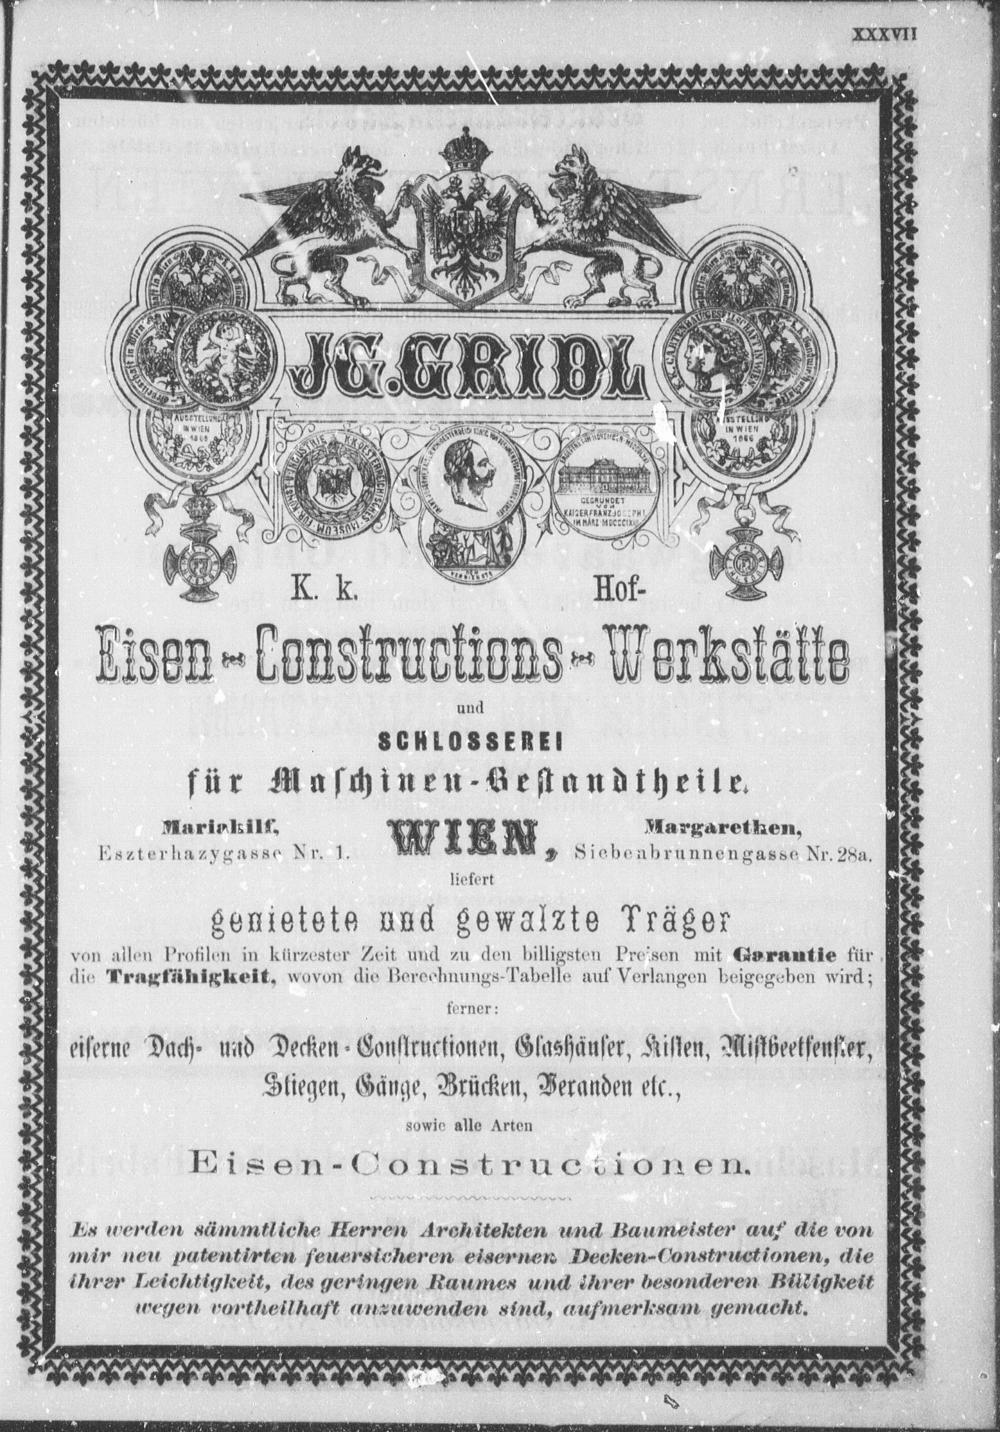 XXXVII
JG. GRIDL
AUSSTELLUNG
IN WIEN
AUSSTELLUNG
IN WIEN
1866
GEGRÜNDET
VON
KAISER FRANZ JOSEPH I.
K. k. Hof-
Eisen-Constructions-Werkstätte
und
SCHLOSSEREI
für Maschinen-Bestandtheile.
Mariahilf, WIEN, Margarethen,
Eszterhazygasse Nr. 1. Siebenbrunnengasse Nr. 28a.
liefert
genietete und gewalzte Träger
von allen Profilen in kürzester Zeit und zu den billigsten Preisen mit Garantie für
die Tragfähigkeit, wovon die Berechnungs-Tabelle auf Verlangen beigegeben wird;
ferner:
eiserne Dach- und Decken-Constructionen, Glashäuser, Kisten, Mistbeetfenster,
Stiegen, Gänge, Brücken, Veranden etc.,
sowie alle Arten
Eisen-Constructionen.
Es werden sämmtliche Herren Architekten und Baumeister auf die von
mir neu patentirten feuersicheren eisernen Decken-Constructionen, die
ihrer Leichtigkeit, des geringen Raumes und ihrer besonderen Billigkeit
wegen vortheilhaft anzuwenden sind, aufmerksam gemacht.